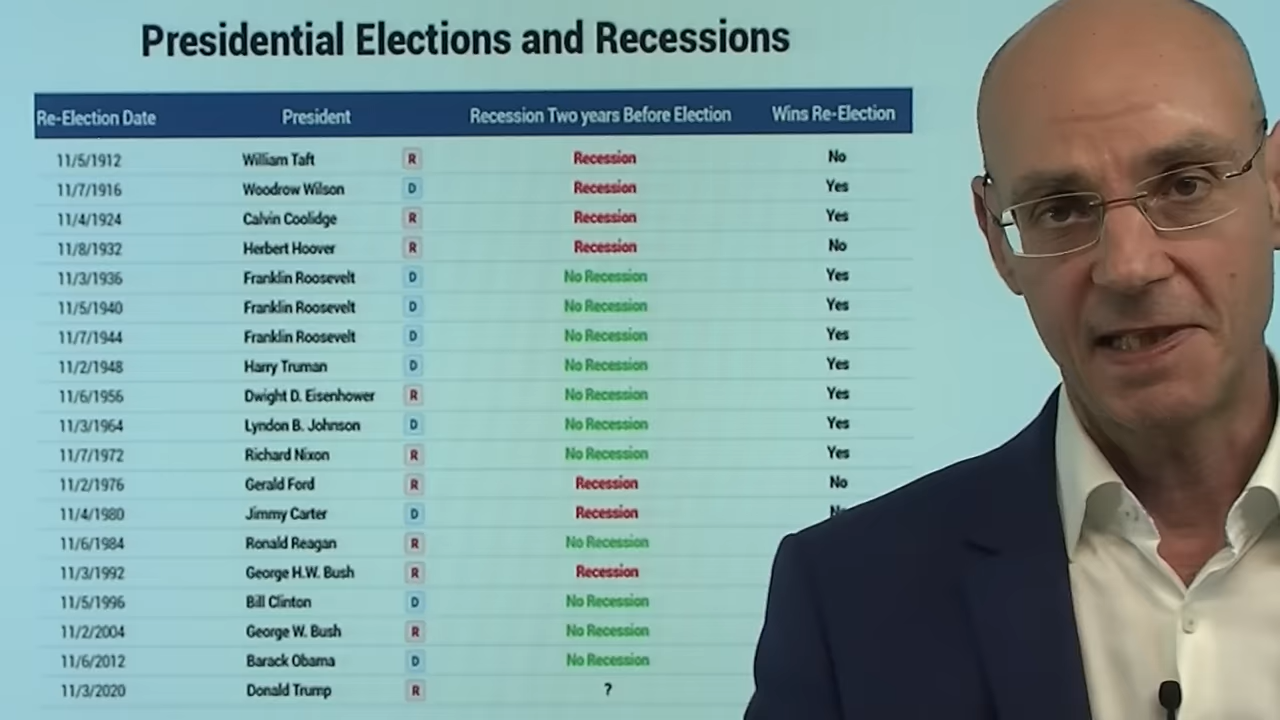 Presidential Elections and Recessions
Re-Election Date President Recession Two years Before Election Wins Re-Election
11/5/1912 William Taft R Recession No
11/7/1916 Woodrow Wilson D Recession Yes
11/4/1924 Calvin Coolidge R Recession Yes
11/8/1932 Herbert Hoover R Recession No
11/3/1936 Franklin Roosevelt D No Recession Yes
11/5/1940 Franklin Roosevelt D No Recession Yes
11/7/1944 Franklin Roosevelt D No Recession Yes
11/2/1948 Harry Truman D No Recession Yes
11/6/1956 Dwight D. Eisenhower R No Recession Yes
11/3/1964 Lyndon B. Johnson D No Recession Yes
11/7/1972 Richard Nixon R No Recession Yes
11/2/1976 Gerald Ford R Recession No
11/4/1980 Jimmy Carter D Recession
11/6/1984 Ronald Reagan R No Recession
11/3/1992 George H.W. Bush R Recession
11/5/1996 Bill Clinton D No Recession
11/2/2004 George W. Bush R No Recession
11/6/2012 Barack Obama D No Recession
11/3/2020 Donald Trump R ?